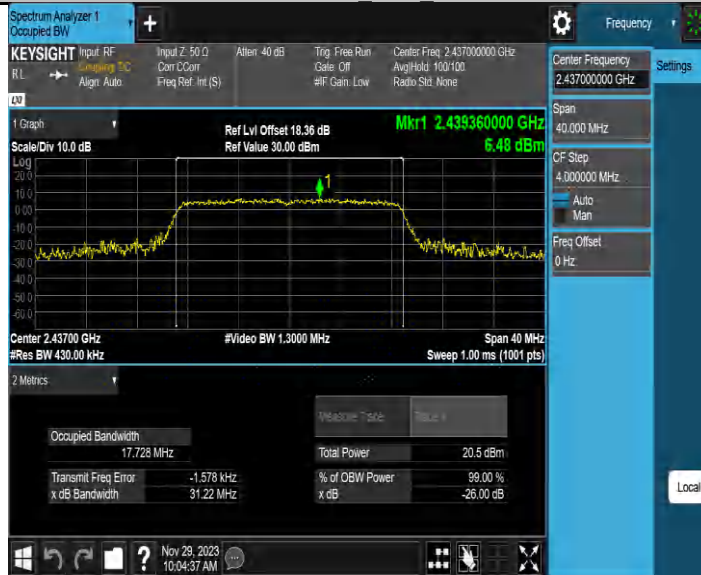 Spectrum Analyzer 1
Occupied BW
+
Frequency
KEYSIGHT Input: RF
RL
Align: Auto
Input Z: 50 Ω
Corr CCorr
Freq Ref: Int (S)
Atten: 40 dB
Trig: Free Run
Gate: Off
#IF Gain: Low
Center Freq: 2.437000000 GHz
Avg|Hold: 100/100
Radio Std: None
LXI
Center Frequency
2.437000000 GHz
Settings
Span
40.000 MHz
CF Step
4.000000 MHz
Auto
Man
Freq Offset
0 Hz
1 Graph
Scale/Div 10.0 dB
Ref Lvl Offset 18.36 dB
Ref Value 30.00 dBm
Mkr1 2.439360000 GHz
6.48 dBm
Log
20.0
10.0
0.00
-10.0
-20.0
-30.0
-40.0
-50.0
-60.0
1
Center 2.43700 GHz
#Res BW 430.00 kHz
#Video BW 1.3000 MHz
Span 40 MHz
Sweep 1.00 ms (1001 pts)
2 Metrics
Measure Trace
Occupied Bandwidth
17.728 MHz
Total Power 20.5 dBm
Transmit Freq Error -1.578 kHz
% of OBW Power 99.00 %
x dB Bandwidth 31.22 MHz
x dB -26.00 dB
Local
?
Nov 29, 2023
10:04:37 AM